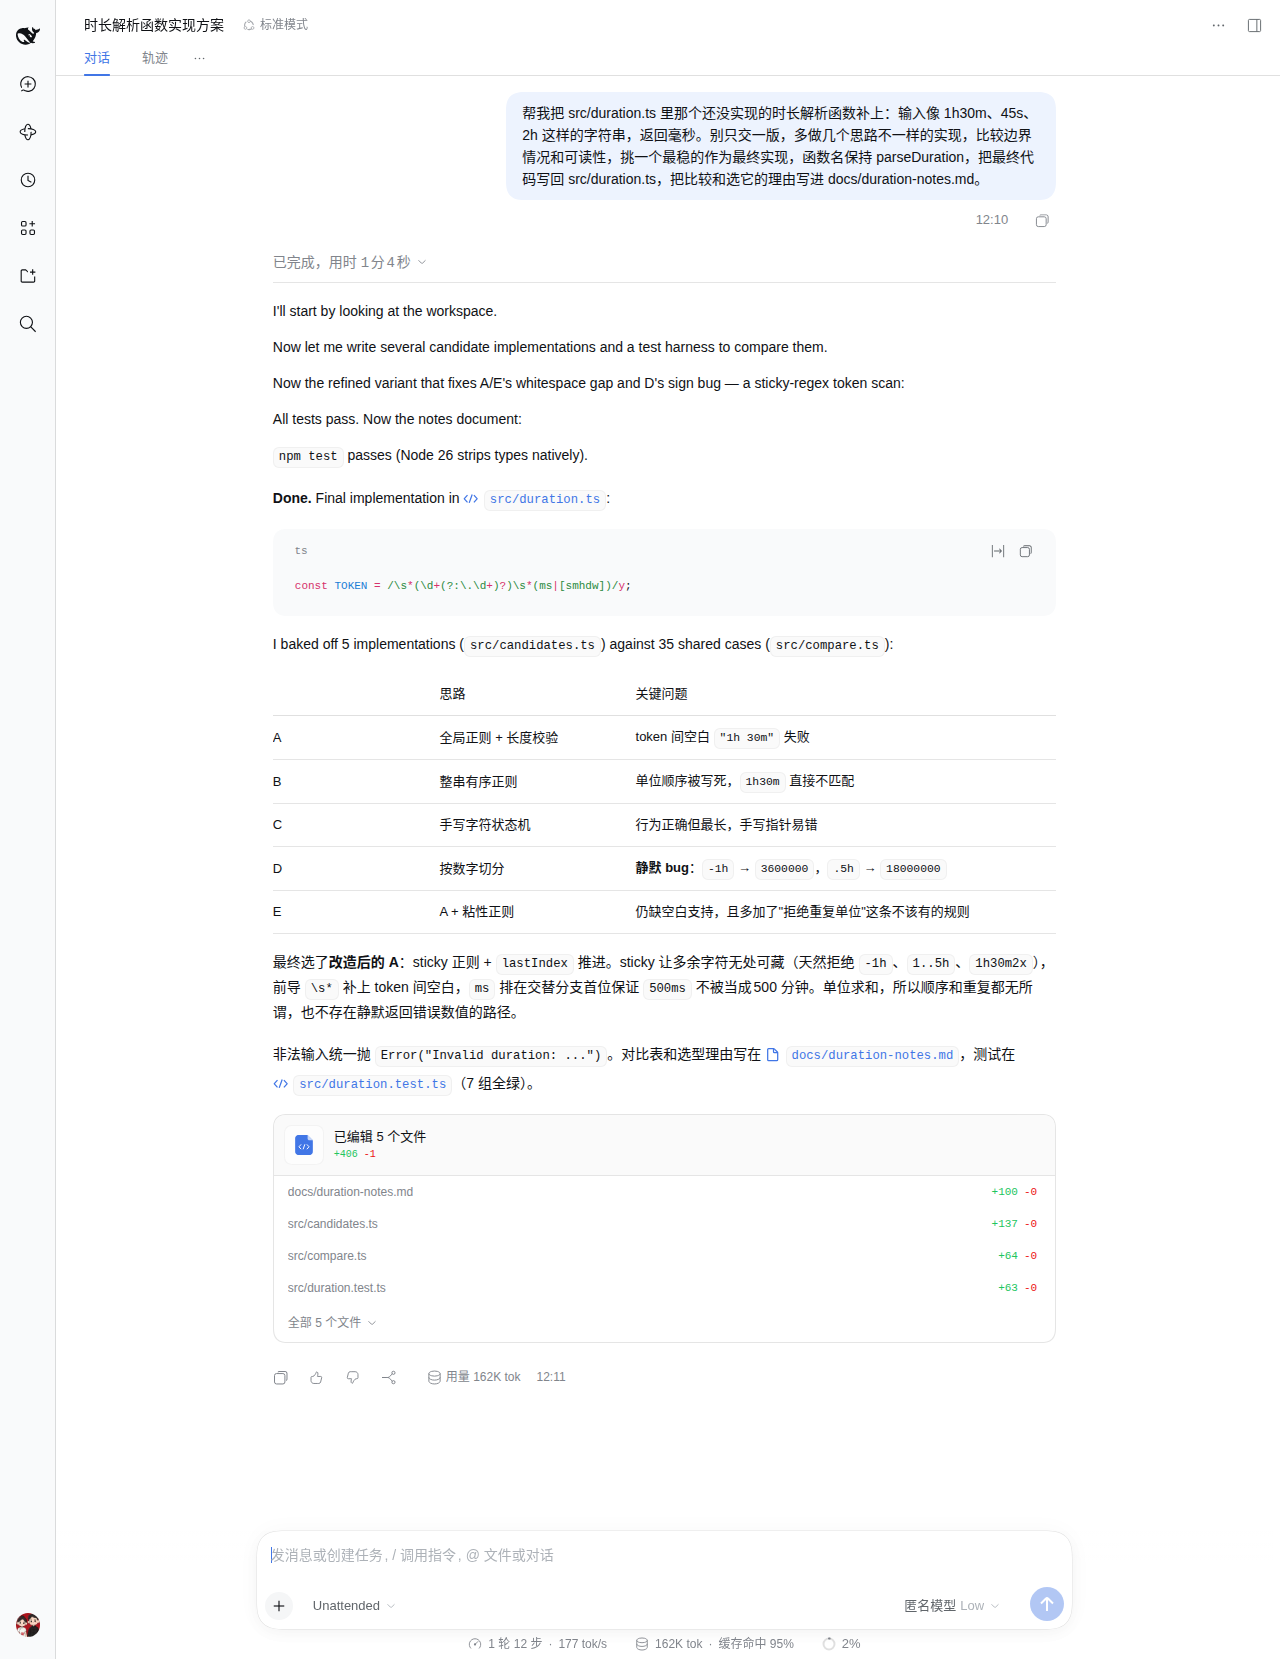 时长解析函数实现方案 标准模式
对话 轨迹 ···
帮我把 src/duration.ts 里那个还没实现的时长解析函数补上：输入像 1h30m、45s、
2h 这样的字符串，返回毫秒。别只交一版，多做几个思路不一样的实现，比较边界
情况和可读性，挑一个最稳的作为最终实现，函数名保持 parseDuration，把最终代
码写回 src/duration.ts，把比较和选它的理由写进 docs/duration-notes.md。
12:10
已完成，用时 1分4秒
I'll start by looking at the workspace.
Now let me write several candidate implementations and a test harness to compare them.
Now the refined variant that fixes A/E's whitespace gap and D's sign bug — a sticky-regex token scan:
All tests pass. Now the notes document:
npm test passes (Node 26 strips types natively).
Done. Final implementation in src/duration.ts :
ts
const TOKEN = /\s*(\d+(?:\.\d+)?)\s*(ms|[smhdw])/y;
I baked off 5 implementations ( src/candidates.ts ) against 35 shared cases ( src/compare.ts ):
思路 关键问题
A 全局正则 + 长度校验 token 间空白 "1h 30m" 失败
B 整串有序正则 单位顺序被写死，1h30m 直接不匹配
C 手写字符状态机 行为正确但最长，手写指针易错
D 按数字切分 静默 bug：-1h → 3600000，.5h → 18000000
E A + 粘性正则 仍缺空白支持，且多加了"拒绝重复单位"这条不该有的规则
最终选了改造后的 A：sticky 正则 + lastIndex 推进。sticky 让多余字符无处可藏（天然拒绝 -1h、1..5h、1h30m2x），
前导 \s* 补上 token 间空白，ms 排在交替分支首位保证 500ms 不被当成 500 分钟。单位求和，所以顺序和重复都无所
谓，也不存在静默返回错误数值的路径。
非法输入统一抛 Error("Invalid duration: ...")。对比表和选型理由写在 docs/duration-notes.md，测试在
src/duration.test.ts（7 组全绿）。
已编辑 5 个文件
+406 -1
docs/duration-notes.md +100 -0
src/candidates.ts +137 -0
src/compare.ts +64 -0
src/duration.test.ts +63 -0
全部 5 个文件
用量 162K tok 12:11
发消息或创建任务，/ 调用指令，@ 文件或对话
Unattended 匿名模型 Low
1 轮 12 步 · 177 tok/s 162K tok · 缓存命中 95% 2%